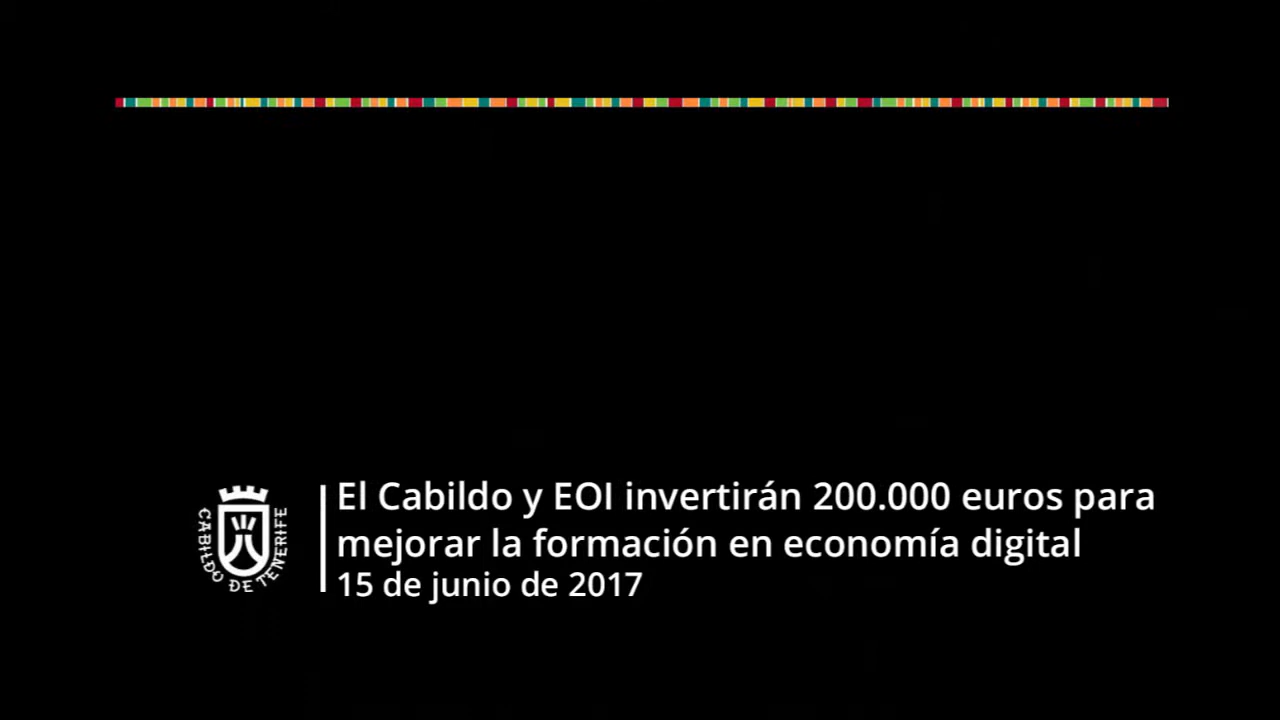 El Cabildo y EOI invertirán 200.000 euros para
mejorar la formación en economía digital
15 de junio de 2017
CABILDO DE TENERIFE